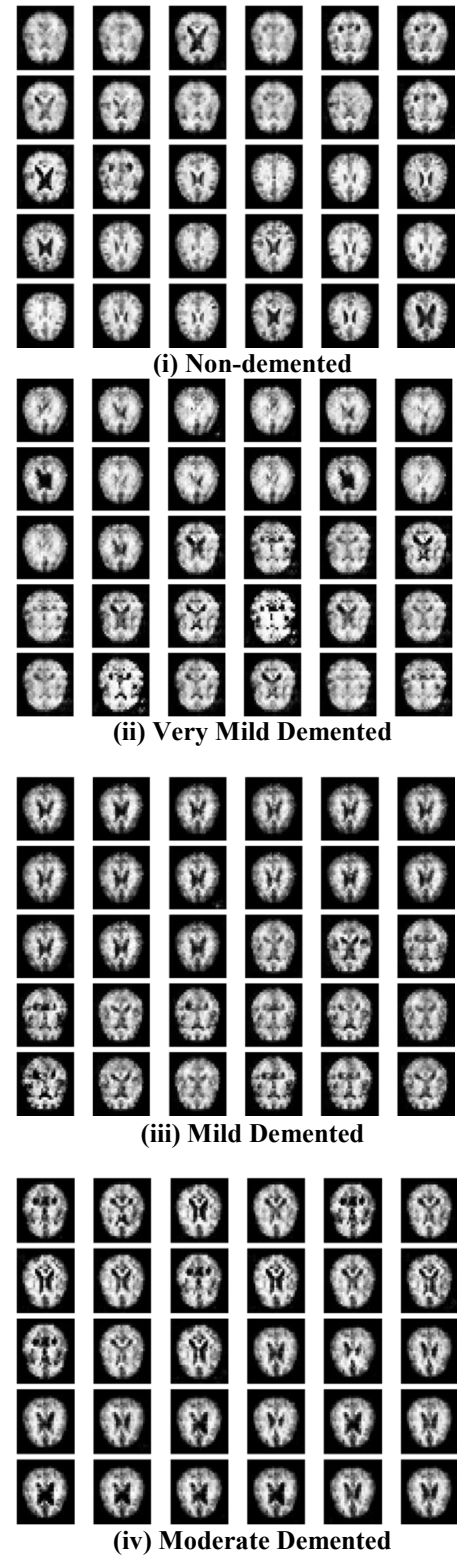 (i) Non-demented
(ii) Very Mild Demented
(iii) Mild Demented
(iv) Moderate Demented